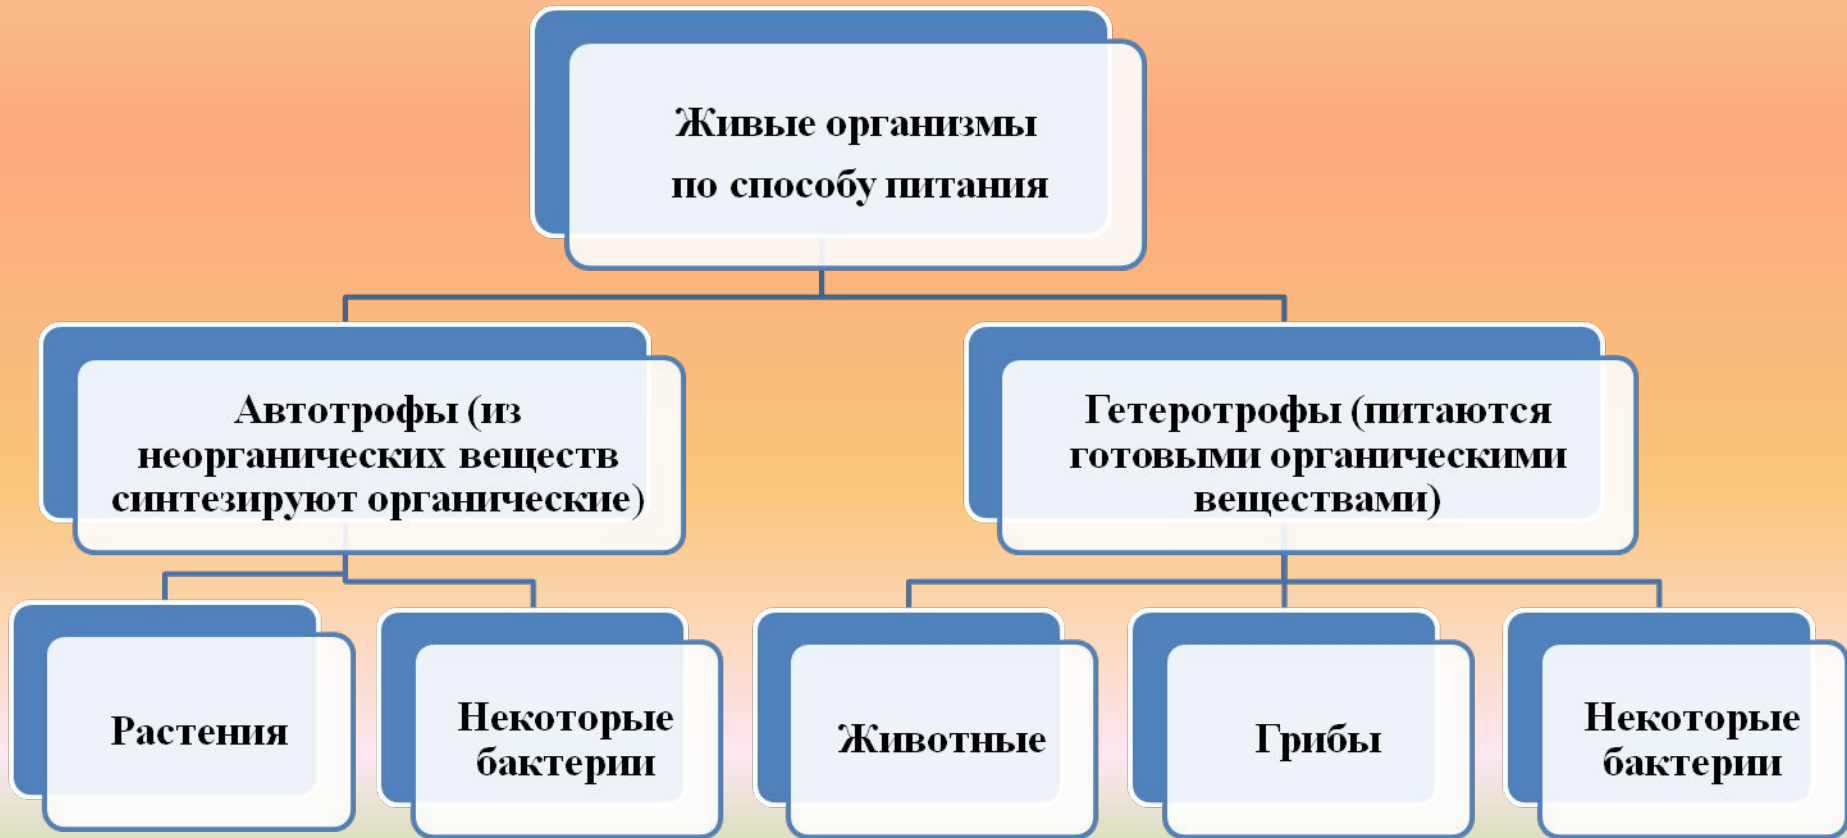 Живые организмы
по способу питания
Автотрофы (из
неорганических веществ
синтезируют органические)
Гетеротрофы (питаются
готовыми органическими
веществами)
Растения
Некоторые
бактерии
Животные
Грибы
Некоторые
бактерии